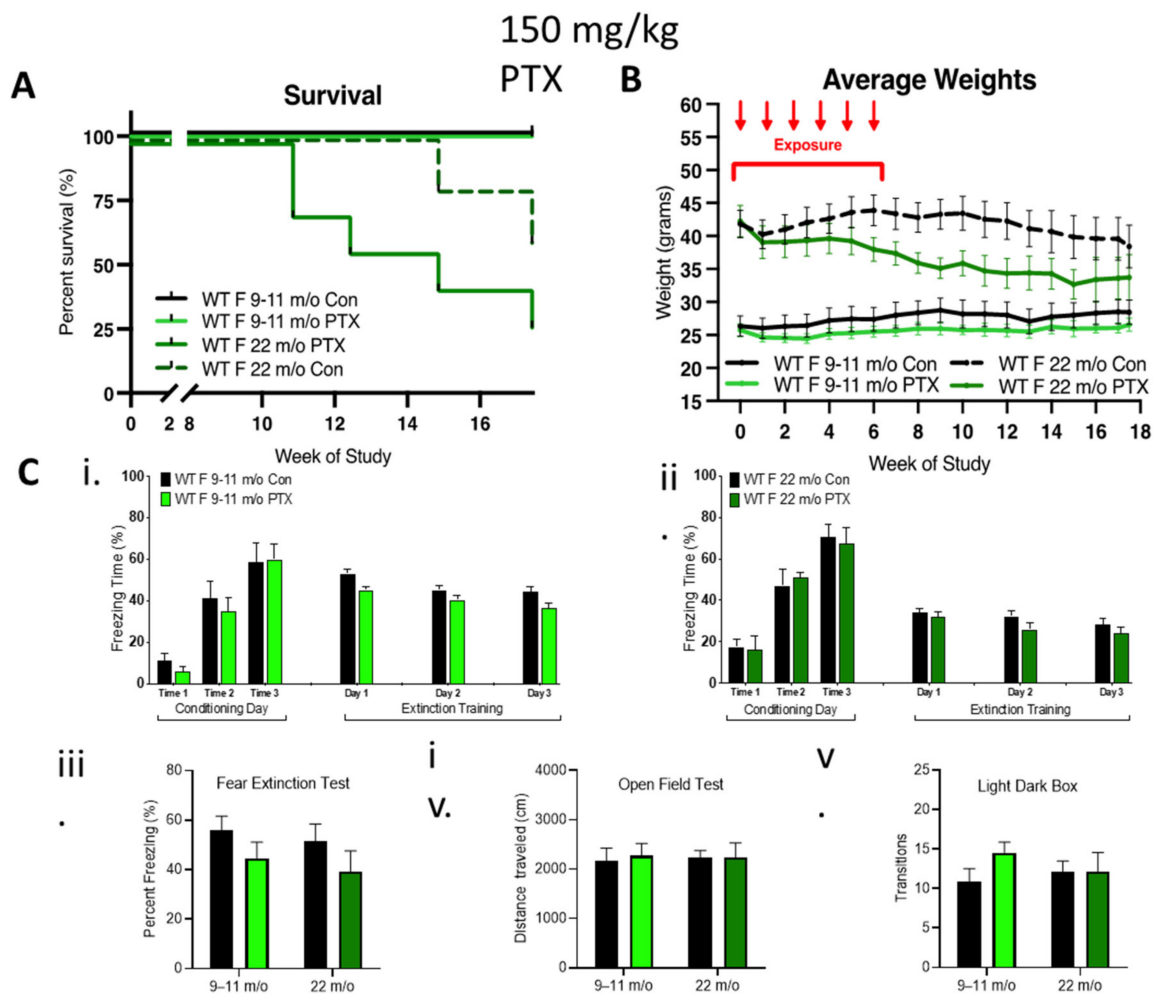 150 mg/kg
PTX
A
Survival
Percent survival (%)
100
75
50
25
0
WT F 9-11 m/o Con
WT F 9-11 m/o PTX
WT F 22 m/o PTX
WT F 22 m/o Con
0 2 8 10 12 14 16
Week of Study
B
Average Weights
Weight (grams)
60
55
50
45
40
35
30
25
20
15
Exposure
WT F 9-11 m/o Con
WT F 22 m/o Con
WT F 9-11 m/o PTX
WT F 22 m/o PTX
0 2 4 6 8 10 12 14 16 18
Week of Study
C
i.
Freezing Time (%)
100
80
60
40
20
0
WT F 9-11 m/o Con
WT F 9-11 m/o PTX
Time 1 Time 2 Time 3 Day 1 Day 2 Day 3
Conditioning Day Extinction Training
ii
.
Freezing Time (%)
100
80
60
40
20
0
WT F 22 m/o Con
WT F 22 m/o PTX
Time 1 Time 2 Time 3 Day 1 Day 2 Day 3
Conditioning Day Extinction Training
iii
.
Fear Extinction Test
Percent Freezing (%)
80
60
40
20
0
9–11 m/o 22 m/o
i
v.
Open Field Test
Distance traveled (cm)
4000
3000
2000
1000
0
9–11 m/o 22 m/o
v
.
Light Dark Box
Transitions
25
20
15
10
5
0
9–11 m/o 22 m/o